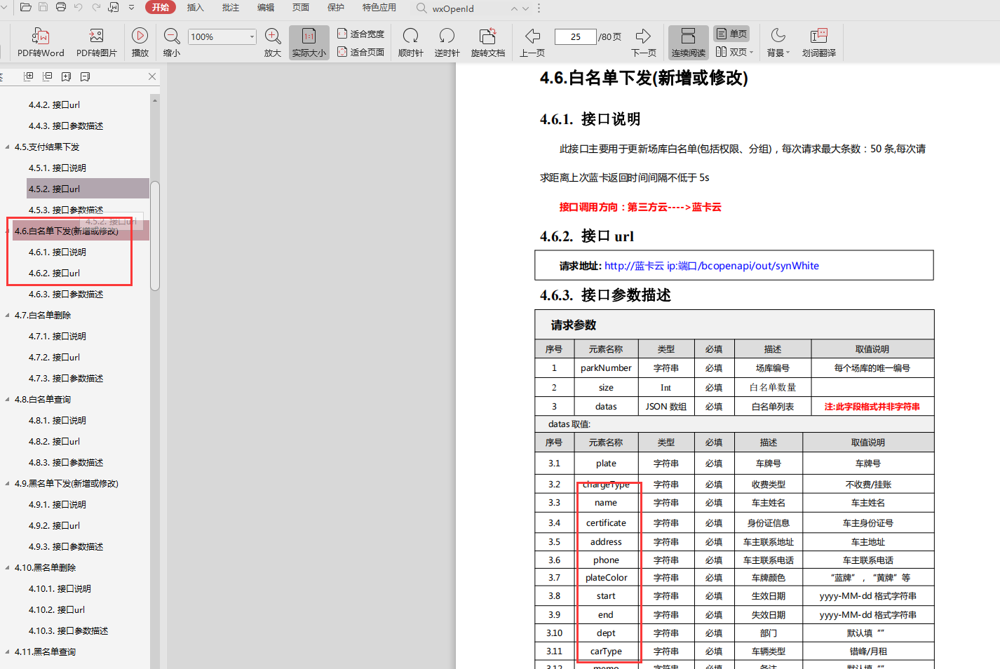 开始 插入 批注 编辑 页面 保护 特色应用 wxOpenId
PDF转Word PDF转图片 播放 缩小 100% 放大 1:1 实际大小 适合宽度 适合页面 顺时针 逆时针 旋转文档 上一页 25 /80页 下一页 连续阅读 单页 双页 背景 划词翻译
4.4.2. 接口url
4.4.3. 接口参数描述
4.5.支付结果下发
4.5.1. 接口说明
4.5.2. 接口url
4.5.3. 接口参数描述
4.5.2. 接口url
4.6.白名单下发(新增或修改)
4.6.1. 接口说明
4.6.2. 接口url
4.6.3. 接口参数描述
4.7.白名单删除
4.7.1. 接口说明
4.7.2. 接口url
4.7.3. 接口参数描述
4.8.白名单查询
4.8.1. 接口说明
4.8.2. 接口url
4.8.3. 接口参数描述
4.9.黑名单下发(新增或修改)
4.9.1. 接口说明
4.9.2. 接口url
4.9.3. 接口参数描述
4.10.黑名单删除
4.10.1. 接口说明
4.10.2. 接口url
4.10.3. 接口参数描述
4.11.黑名单查询
4.6.白名单下发(新增或修改)
4.6.1. 接口说明
此接口主要用于更新场库白名单(包括权限、分组)，每次请求最大条数：50 条,每次请
求距离上次蓝卡返回时间间隔不低于 5s
接口调用方向：第三方云---->蓝卡云
4.6.2. 接口 url
请求地址: http://蓝卡云 ip:端口/bcopenapi/out/synWhite
4.6.3. 接口参数描述
请求参数
序号 元素名称 类型 必填 描述 取值说明
1 parkNumber 字符串 必填 场库编号 每个场库的唯一编号
2 size Int 必填 白名单数量
3 datas JSON 数组 必填 白名单列表 注:此字段格式并非字符串
datas 取值:
序号 元素名称 类型 必填 描述 取值说明
3.1 plate 字符串 必填 车牌号 车牌号
3.2 chargeType 字符串 必填 收费类型 不收费/挂账
3.3 name 字符串 必填 车主姓名 车主姓名
3.4 certificate 字符串 必填 身份证信息 车主身份证号
3.5 address 字符串 必填 车主联系地址 车主地址
3.6 phone 字符串 必填 车主联系电话 车主联系电话
3.7 plateColor 字符串 必填 车牌颜色 “蓝牌”，“黄牌”等
3.8 start 字符串 必填 生效日期 yyyy-MM-dd 格式字符串
3.9 end 字符串 必填 失效日期 yyyy-MM-dd 格式字符串
3.10 dept 字符串 必填 部门 默认填 “”
3.11 carType 字符串 必填 车辆类型 错峰/月租
3.12 memo 字符串 必填 备注 默认填 “”